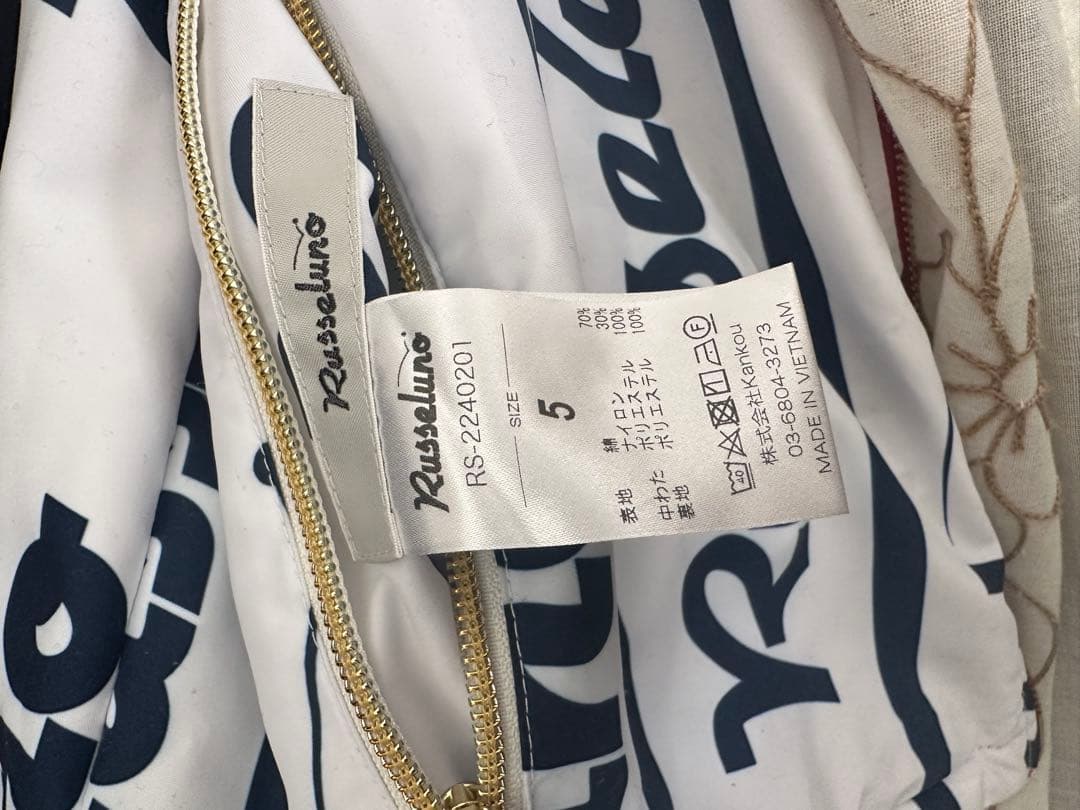 Russeluno
Russeluno
RS-2240201
SIZE
5
表地 綿 70%
ナイロン 30%
中わた ポリエステル 100%
裏地 ポリエステル 100%
40
F
株式会社Kankou
03-6804-3273
MADE IN VIETNAM